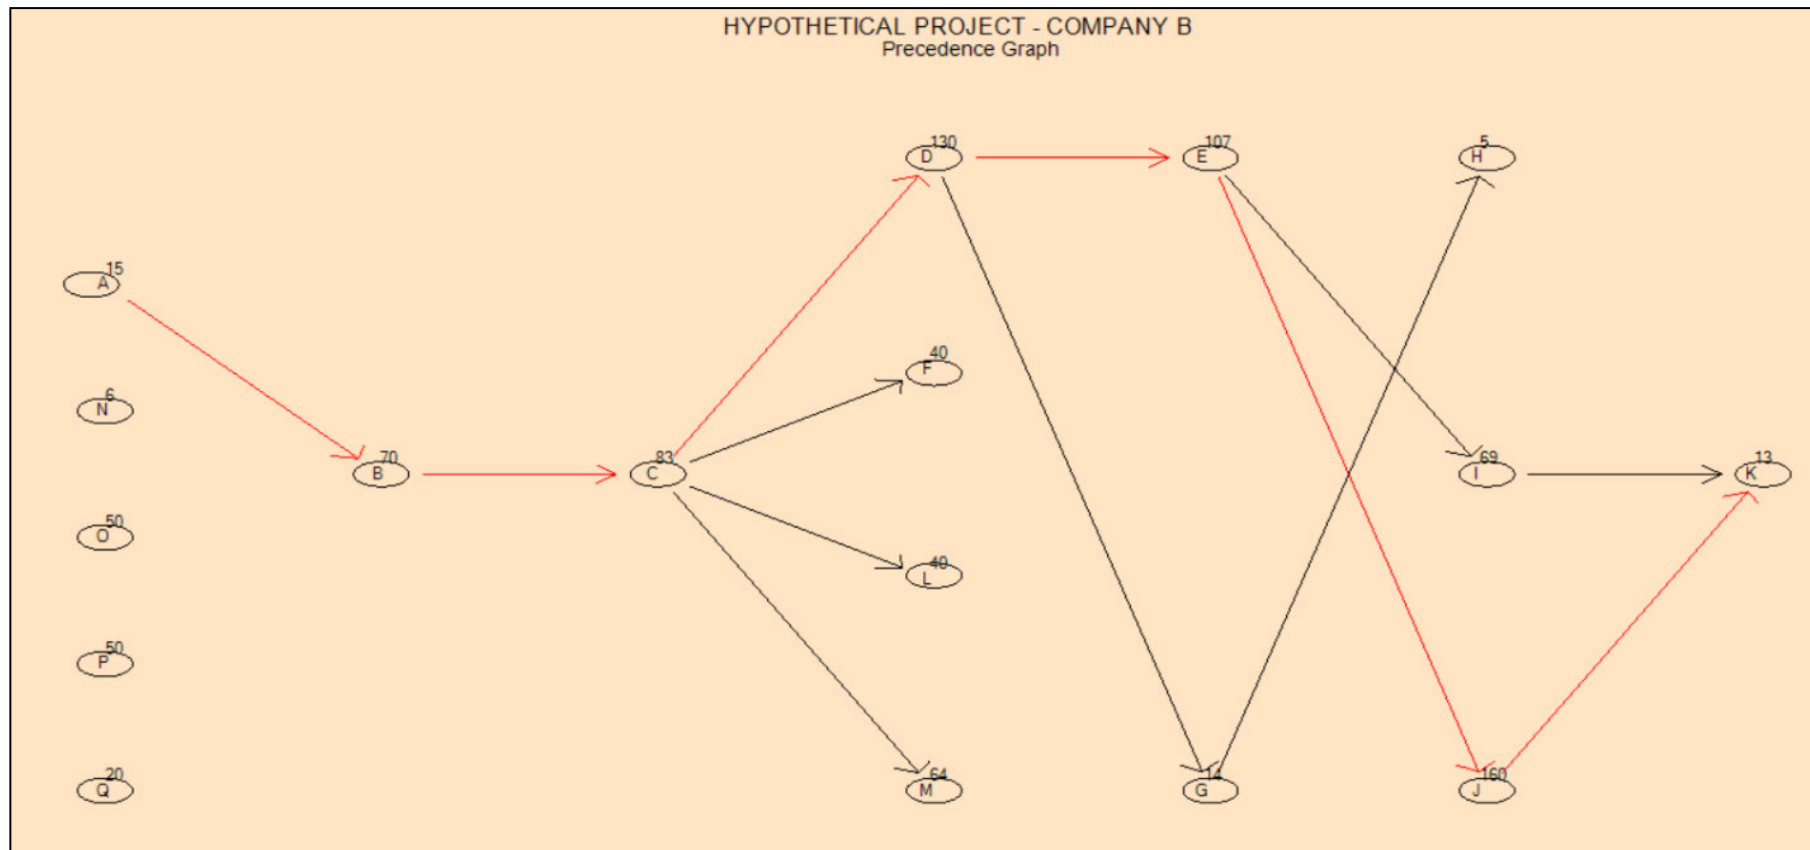 HYPOTHETICAL PROJECT - COMPANY B
Precedence Graph
130
D
107
E
5
H
15
A
40
F
6
N
70
B
83
C
69
I
13
K
50
O
40
L
50
P
20
Q
64
M
14
G
160
J